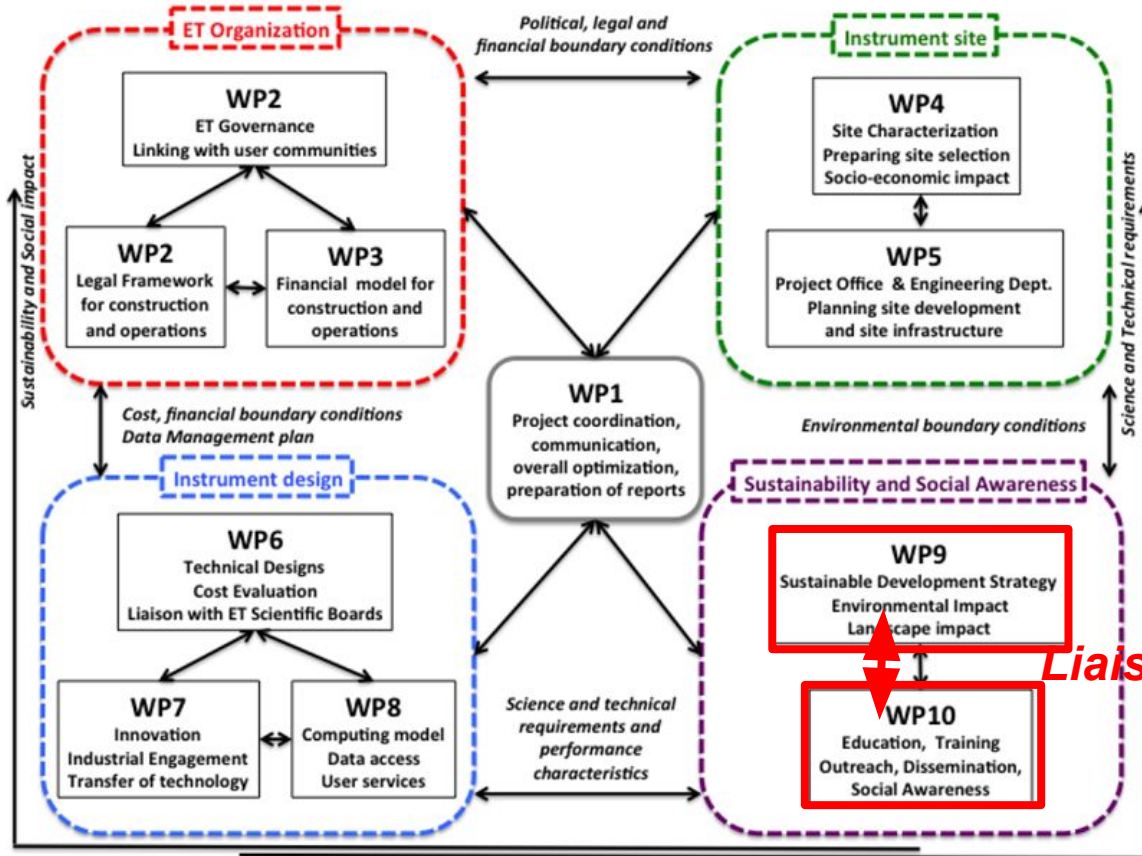 ET Organization
Political, legal and
financial boundary conditions
Instrument site
WP2
ET Governance
Linking with user communities
WP2
Legal Framework
for construction
and operations
WP3
Financial model for
construction and
operations
WP4
Site Characterization
Preparing site selection
Socio-economic impact
WP5
Project Office & Engineering Dept.
Planning site development
and site infrastructure
Sustainability and Social impact
Science and Technical requirements
WP1
Project coordination,
communication,
overall optimization,
preparation of reports
Cost, financial boundary conditions
Data Management plan
Environmental boundary conditions
Instrument design
Sustainability and Social Awareness
WP6
Technical Designs
Cost Evaluation
Liaison with ET Scientific Boards
WP7
Innovation
Industrial Engagement
Transfer of technology
WP8
Computing model
Data access
User services
Science and technical
requirements and
performance
characteristics
WP9
Sustainable Development Strategy
Environmental Impact
Landscape impact
Liais
WP10
Education, Training
Outreach, Dissemination,
Social Awareness